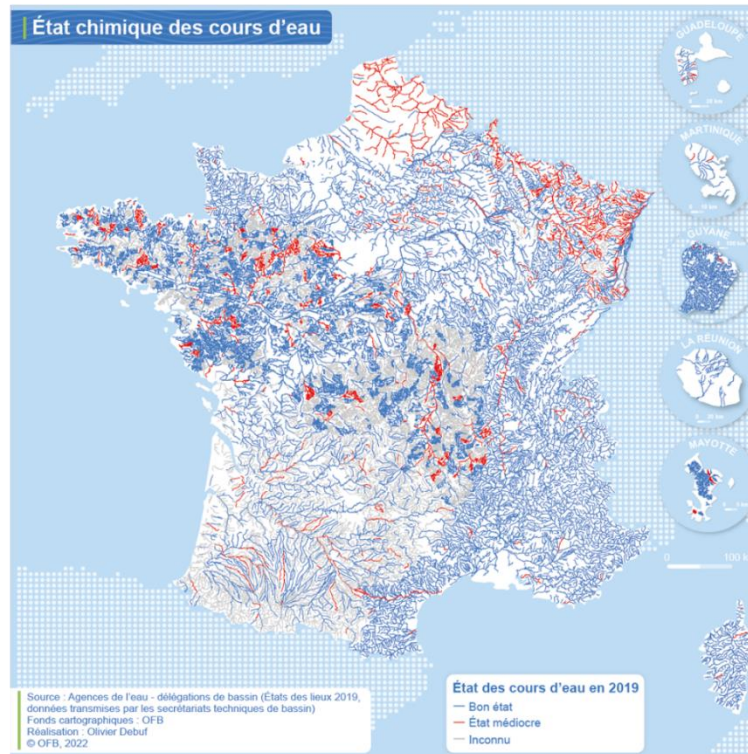 État chimique des cours d'eau
GUADELOUPE
MARTINIQUE
GUYANE
LA RÉUNION
MAYOTTE
0 100 k
Source : Agences de l'eau - délégations de bassin (États des lieux 2019,
données transmises par les secrétariats techniques de bassin)
Fonds cartographiques : OFB
Réalisation : Olivier Debuf
© OFB, 2022
État des cours d'eau en 2019
Bon état
État médiocre
Inconnu